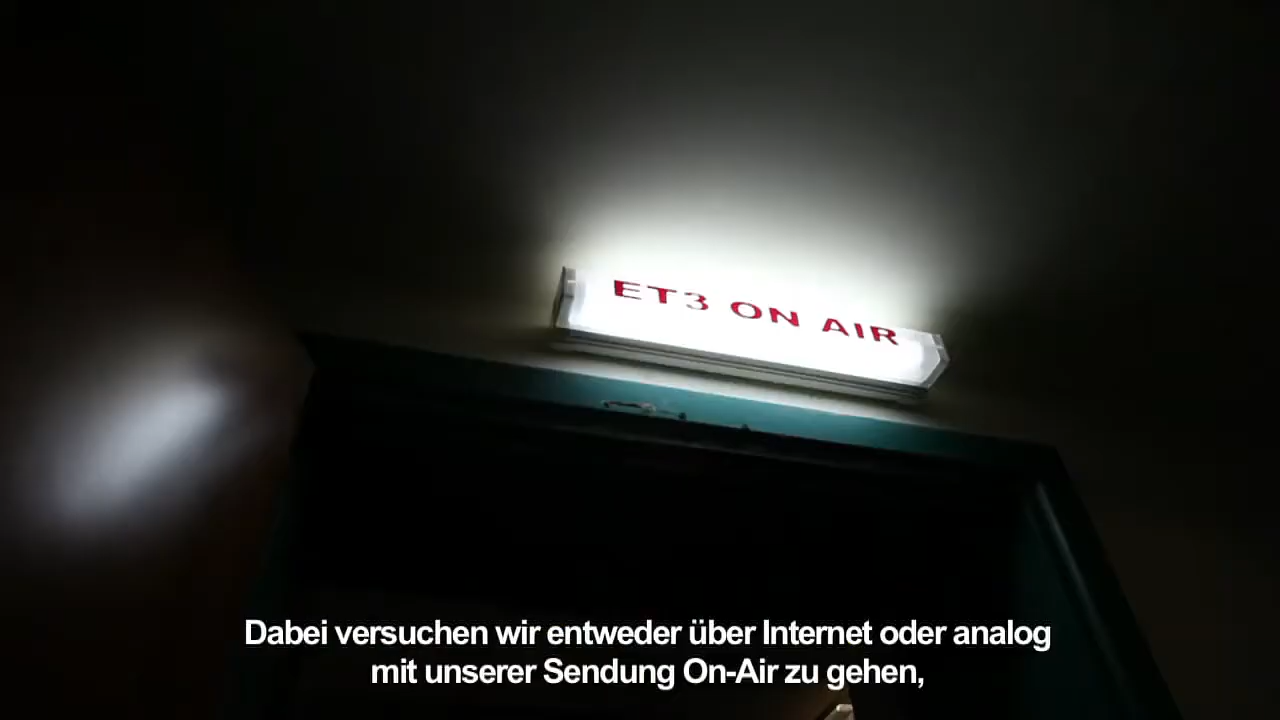 ET3 ON AIR
Dabei versuchen wir entweder über Internet oder analog
mit unserer Sendung On-Air zu gehen,